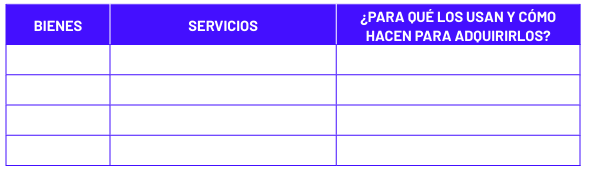 BIENES
SERVICIOS
¿PARA QUÉ LOS USAN Y CÓMO
HACEN PARA ADQUIRIRLOS?